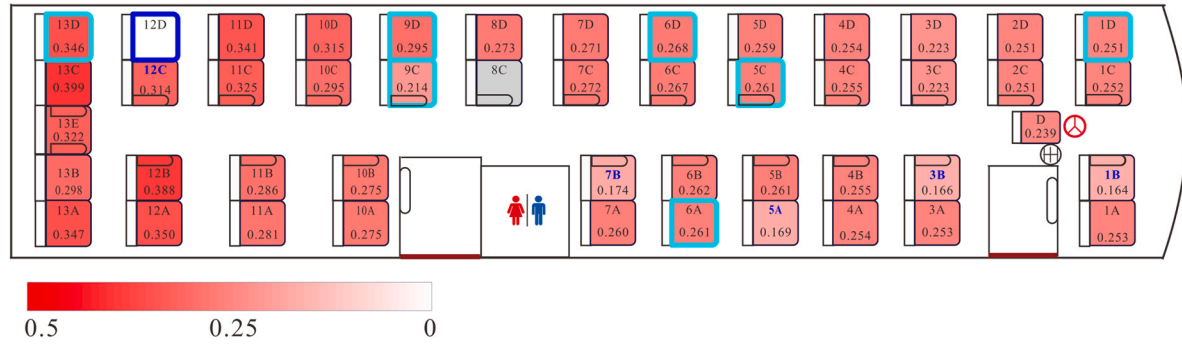 13D 12D 11D 10D 9D 8D 7D 6D 5D 4D 3D 2D 1D
0.346 0.341 0.315 0.295 0.273 0.271 0.268 0.259 0.254 0.223 0.251 0.251
13C 12C 11C 10C 9C 8C 7C 6C 5C 4C 3C 2C 1C
0.399 0.314 0.325 0.295 0.214 0.272 0.267 0.261 0.255 0.223 0.251 0.252
13E D
0.322 0.239
13B 12B 11B 10B 7B 6B 5B 4B 3B 1B
0.298 0.388 0.286 0.275 0.174 0.262 0.261 0.255 0.166 0.164
13A 12A 11A 10A 7A 6A 5A 4A 3A 1A
0.347 0.350 0.281 0.275 0.260 0.261 0.169 0.254 0.253 0.253
0.5 0.25 0